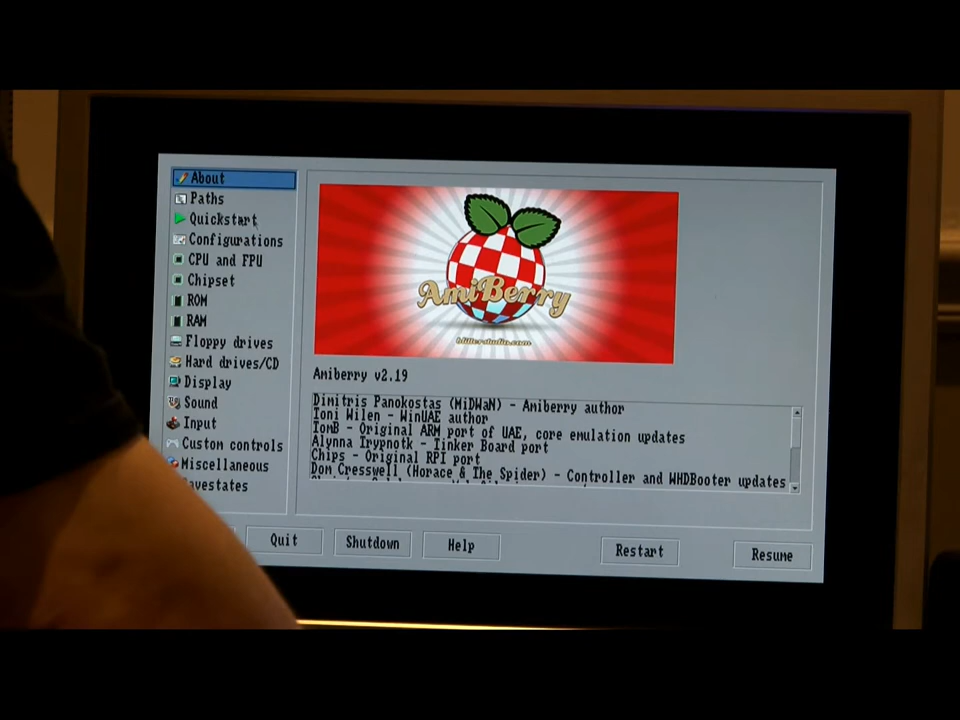 About
Paths
Quickstart
Configurations
CPU and FPU
Chipset
ROM
RAM
Floppy drives
Hard drives/CD
Display
Sound
Input
Custom controls
Miscellaneous
avestates
AmiBerry
blitterstudio.com
Amiberry v2.19
Dimitris Panokostas (MiDWaN) - Amiberry author
Toni Wilen - WinUAE author
TomB - Original ARM port of UAE, core emulation updates
Alynna Trypnotk - Tinker Board port
Chips - Original RPI port
Dom Cresswell (Horace & The Spider) - Controller and WHDBooter updates
Quit
Shutdown
Help
Restart
Resume